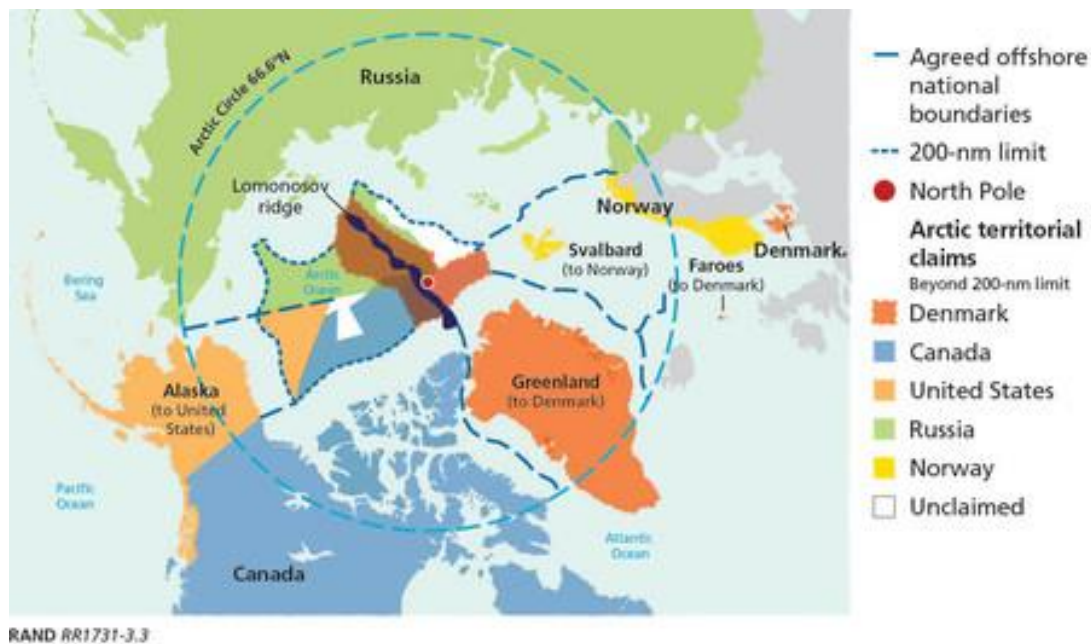 Russia
Arctic Circle 66.6°N
Lomonosov
ridge
Norway
Svalbard
(to Norway)
Denmark
Faroes
(to Denmark)
Bering
Sea
Arctic
Ocean
Alaska
(to United
States)
Greenland
(to Denmark)
Pacific
Ocean
Atlantic
Ocean
Canada
Agreed offshore
national
boundaries
200-nm limit
North Pole
Arctic territorial
claims
Beyond 200-nm limit
Denmark
Canada
United States
Russia
Norway
Unclaimed
RAND RR1731-3.3